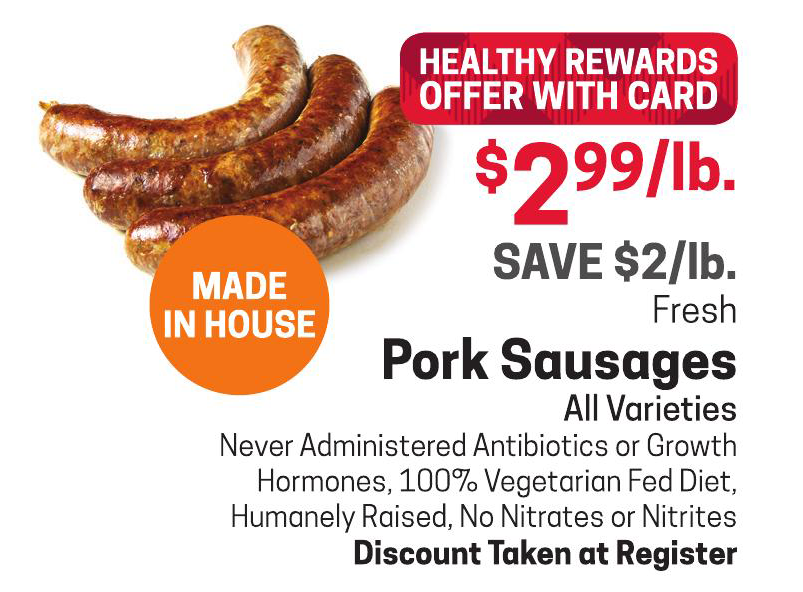 HEALTHY REWARDS
OFFER WITH CARD
$2 99/lb.
SAVE $2/lb.
MADE
IN HOUSE
Fresh
Pork Sausages
All Varieties
Never Administered Antibiotics or Growth
Hormones, 100% Vegetarian Fed Diet,
Humanely Raised, No Nitrates or Nitrites
Discount Taken at Register